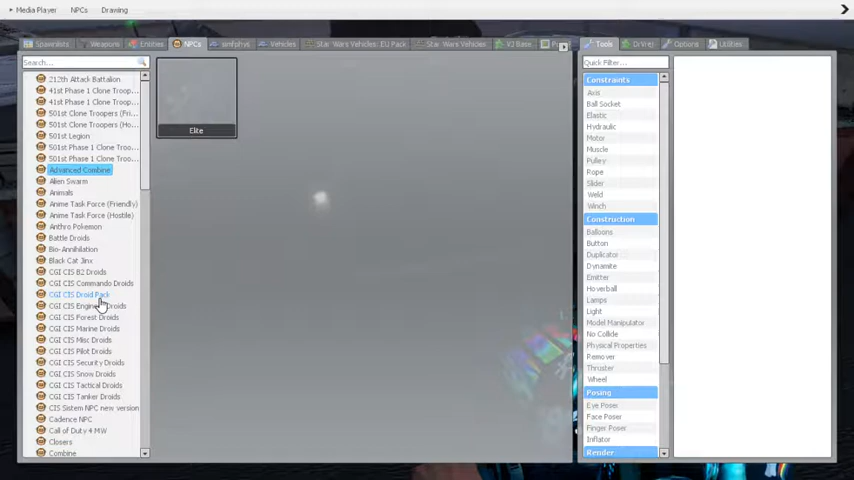 Media Player NPCs Drawing
Spawnlists Weapons Entities NPCs simfphys Vehicles Star Wars Vehicles: EU Pack Star Wars Vehicles VJ Base
Tools DrVrej Options Utilities
Search...
212th Attack Battalion
41st Phase 1 Clone Troop...
41st Phase 1 Clone Troop...
501st Clone Troopers (Fri...
501st Clone Troopers (Ho...
501st Legion
501st Phase 1 Clone Troo...
501st Phase 1 Clone Troo...
Advanced Combine
Alien Swarm
Animals
Anime Task Force (Friendly)
Anime Task Force (Hostile)
Anthro Pokemon
Battle Droids
Bio-Annihilation
Black Cat Jinx
CGI CIS B2 Droids
CGI CIS Commando Droids
CGI CIS Droid Pack
CGI CIS Engine Droids
CGI CIS Forest Droids
CGI CIS Marine Droids
CGI CIS Misc Droids
CGI CIS Pilot Droids
CGI CIS Security Droids
CGI CIS Snow Droids
CGI CIS Tactical Droids
CGI CIS Tanker Droids
CIS Sistem NPC new version
Cadence NPC
Call of Duty 4 MW
Closers
Combine
Elite
Quick Filter...
Constraints
Axis
Ball Socket
Elastic
Hydraulic
Motor
Muscle
Pulley
Rope
Slider
Weld
Winch
Construction
Balloons
Button
Duplicator
Dynamite
Emitter
Hoverball
Lamps
Light
Model Manipulator
No-Collide
Physical Properties
Remover
Thruster
Wheel
Posing
Eye Poser
Face Poser
Finger Poser
Inflator
Render